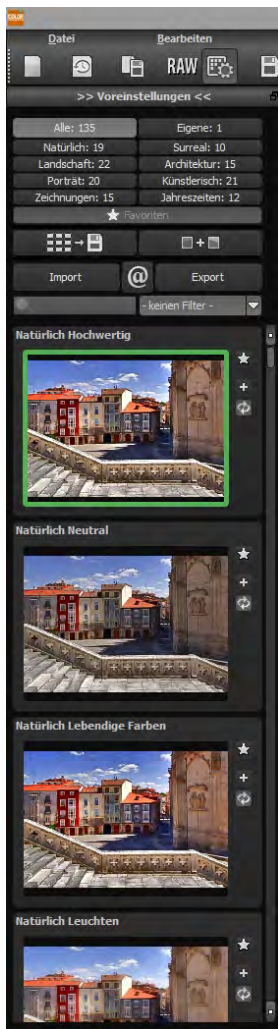 COLOR
Datei Bearbeiten
RAW
>> Voreinstellungen <<
Alle: 135 Eigene: 1
Natürlich: 19 Surreal: 10
Landschaft: 22 Architektur: 15
Porträt: 20 Künstlerisch: 21
Zeichnungen: 15 Jahreszeiten: 12
Favoriten
Import @ Export
- keinen Filter -
Natürlich Hochwertig
Natürlich Neutral
Natürlich Lebendige Farben
Natürlich Leuchten